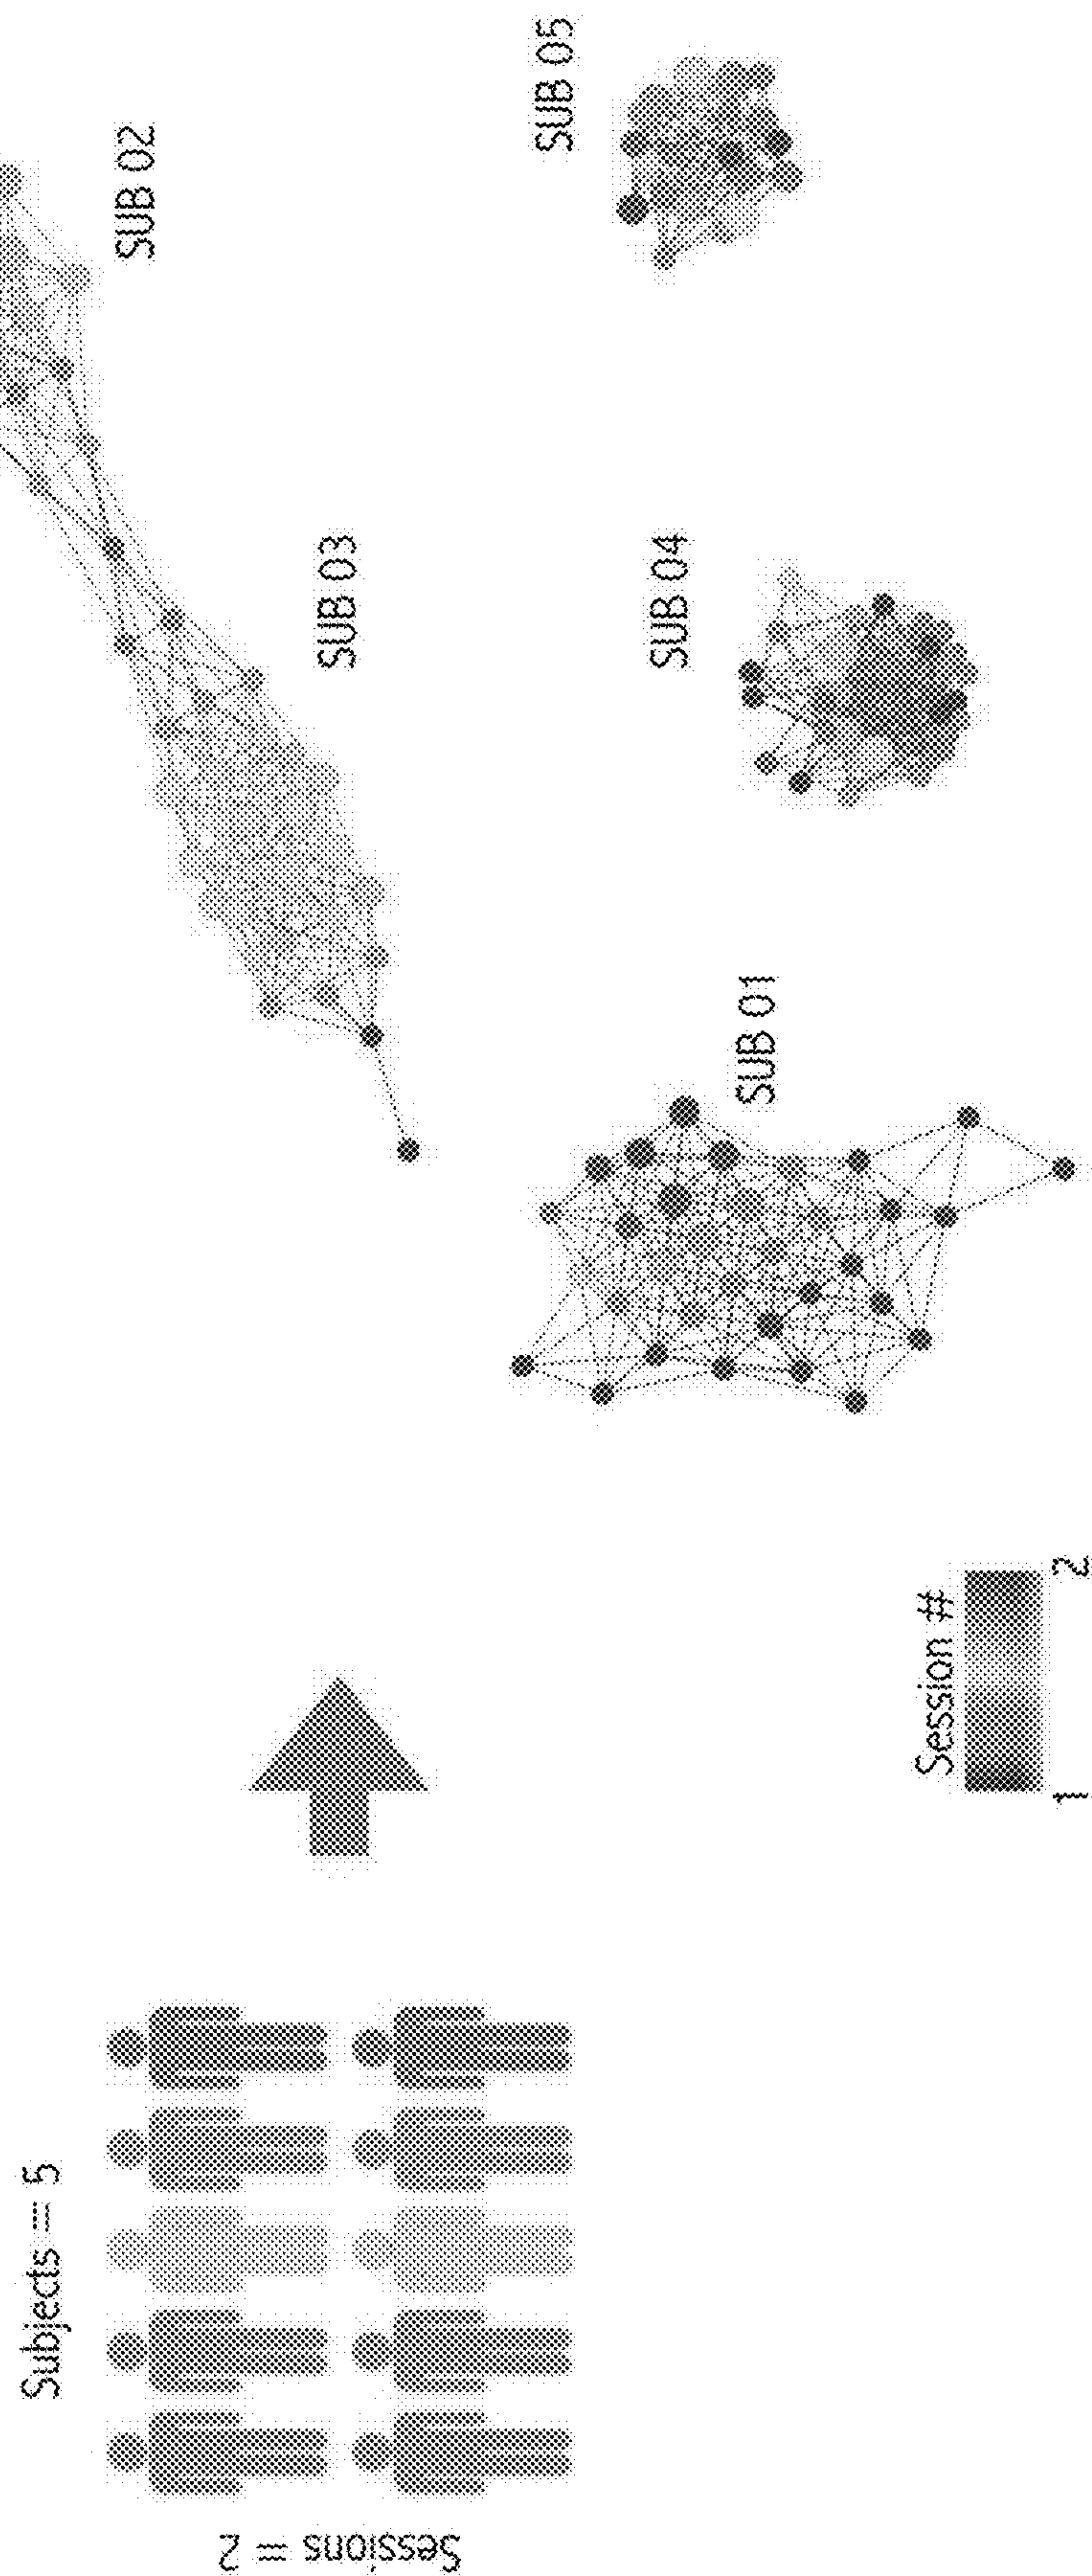 Subjects = 5
Sessions = 2
SUB 02
SUB 03
SUB 05
SUB 04
SUB 01
Session #
1
2